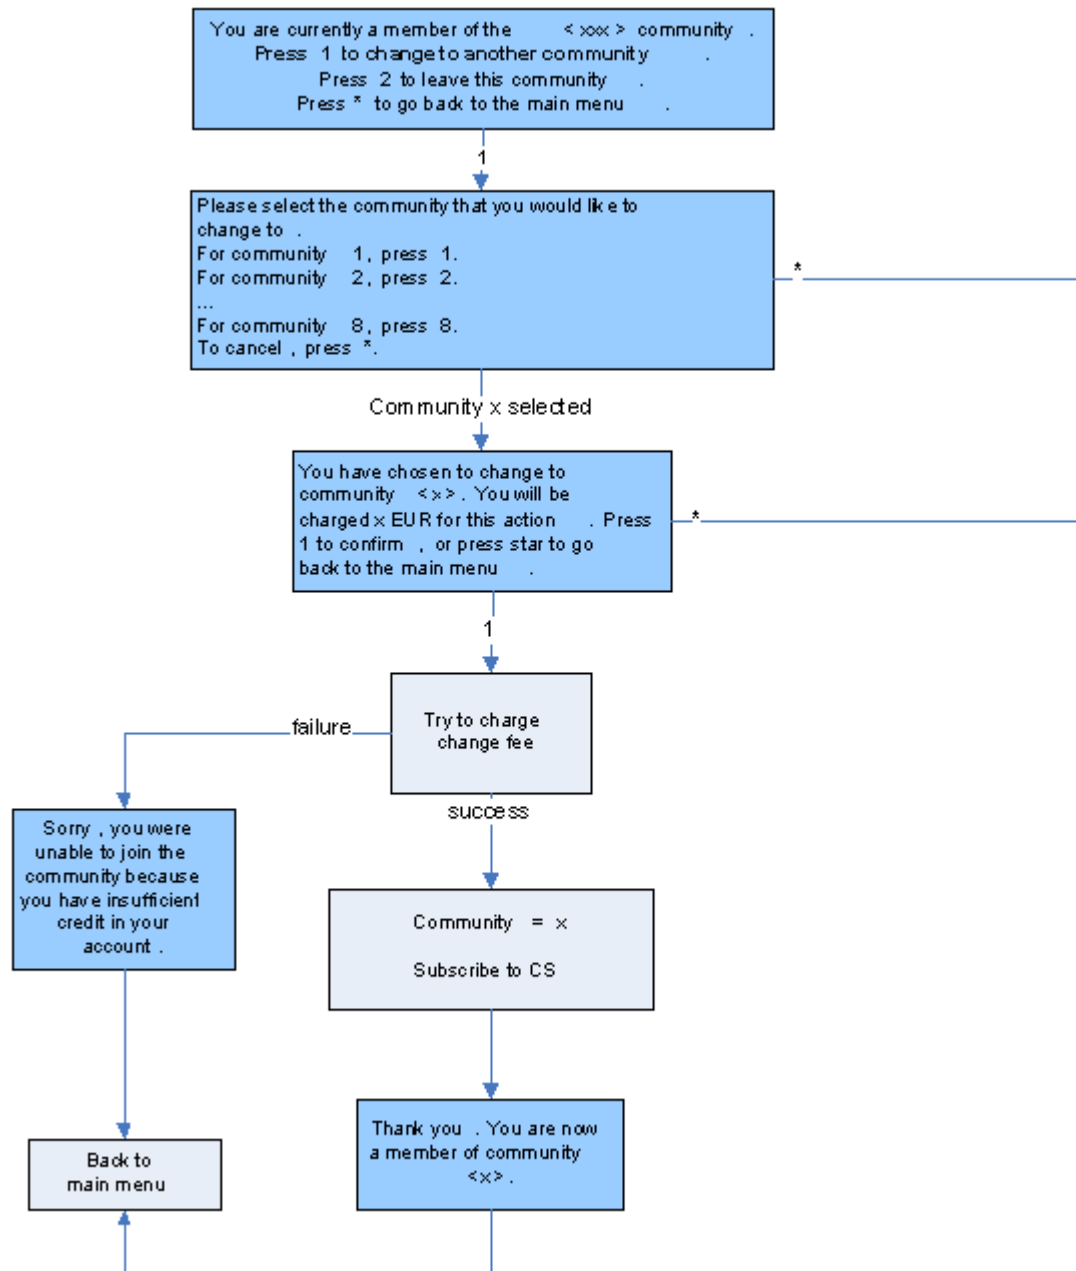 You are currently a member of the < xxx > community .
Press 1 to change to another community .
Press 2 to leave this community .
Press * to go back to the main menu .
1
Please select the community that you would like to
change to .
For community 1, press 1.
For community 2, press 2.
...
For community 8, press 8.
To cancel , press *.
*
Community x selected
You have chosen to change to
community <x>. You will be
charged x EUR for this action . Press
1 to confirm , or press star to go
back to the main menu .
*
1
Try to charge
change fee
failure
success
Sorry , you were
unable to join the
community because
you have insufficient
credit in your
account .
Community = x
Subscribe to CS
Thank you . You are now
a member of community
<x>.
Back to
main menu